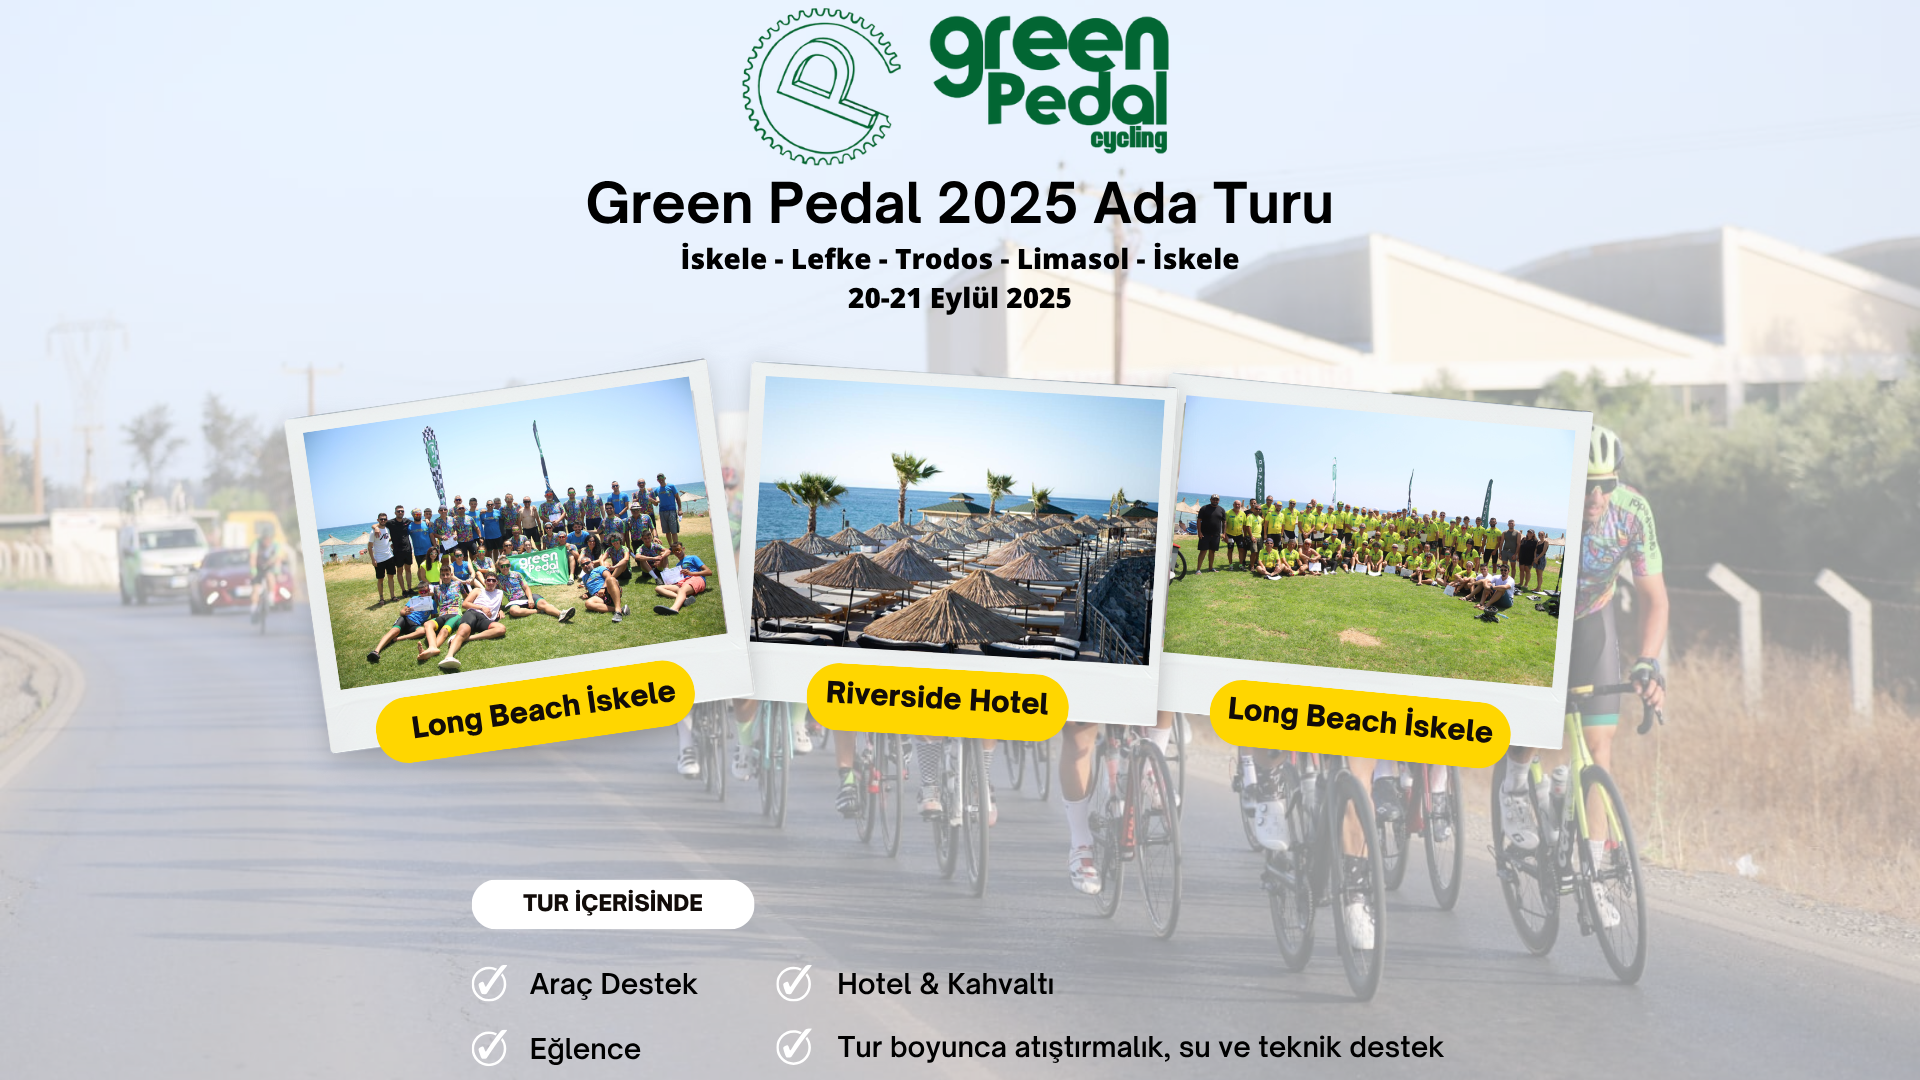 green
Pedal
cycling
Green Pedal 2025 Ada Turu
İskele - Lefke - Trodos - Limasol - İskele
20-21 Eylül 2025
green
Pedal
Long Beach İskele
Riverside Hotel
Long Beach İskele
TUR İÇERİSİNDE
Araç Destek
Hotel & Kahvaltı
Eğlence
Tur boyunca atıştırmalık, su ve teknik destek